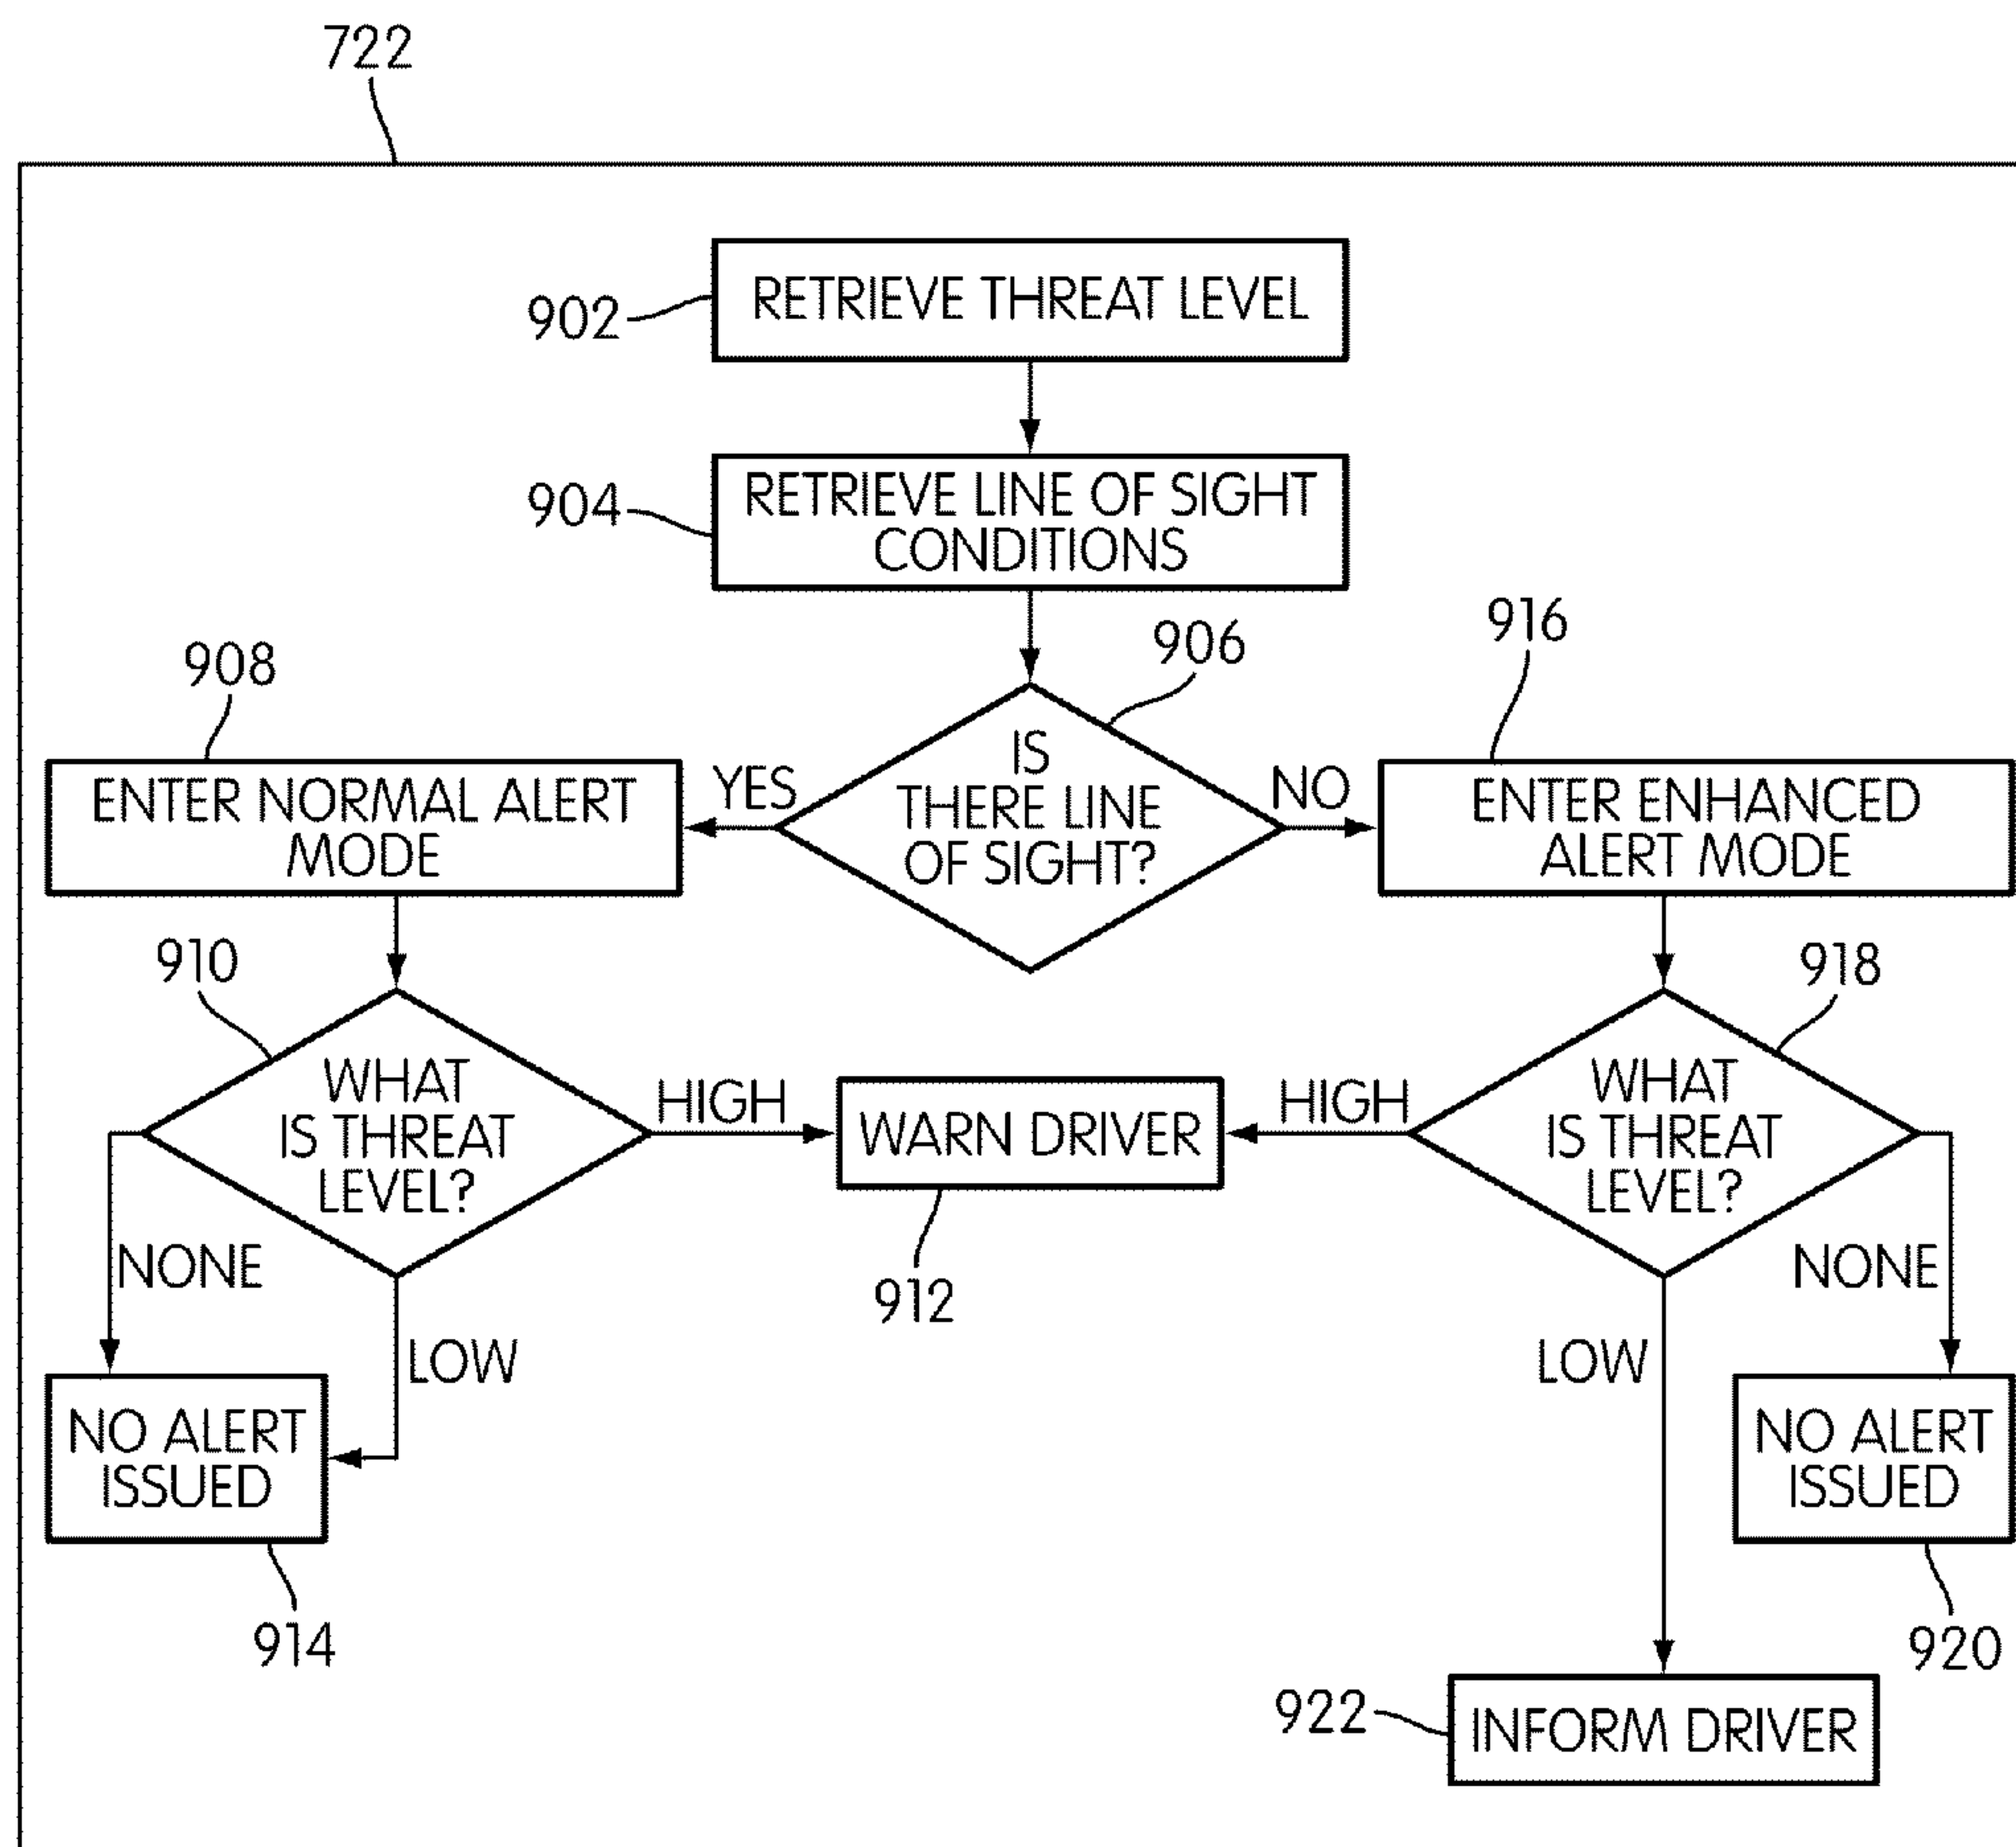 722
902
RETRIEVE THREAT LEVEL
904
RETRIEVE LINE OF SIGHT
CONDITIONS
906
916
908
IS
THERE LINE
OF SIGHT?
YES
NO
ENTER NORMAL ALERT
MODE
ENTER ENHANCED
ALERT MODE
910
918
WHAT
IS THREAT
LEVEL?
HIGH
WARN DRIVER
HIGH
WHAT
IS THREAT
LEVEL?
912
NONE
LOW
LOW
NONE
NO ALERT
ISSUED
NO ALERT
ISSUED
914
920
922
INFORM DRIVER